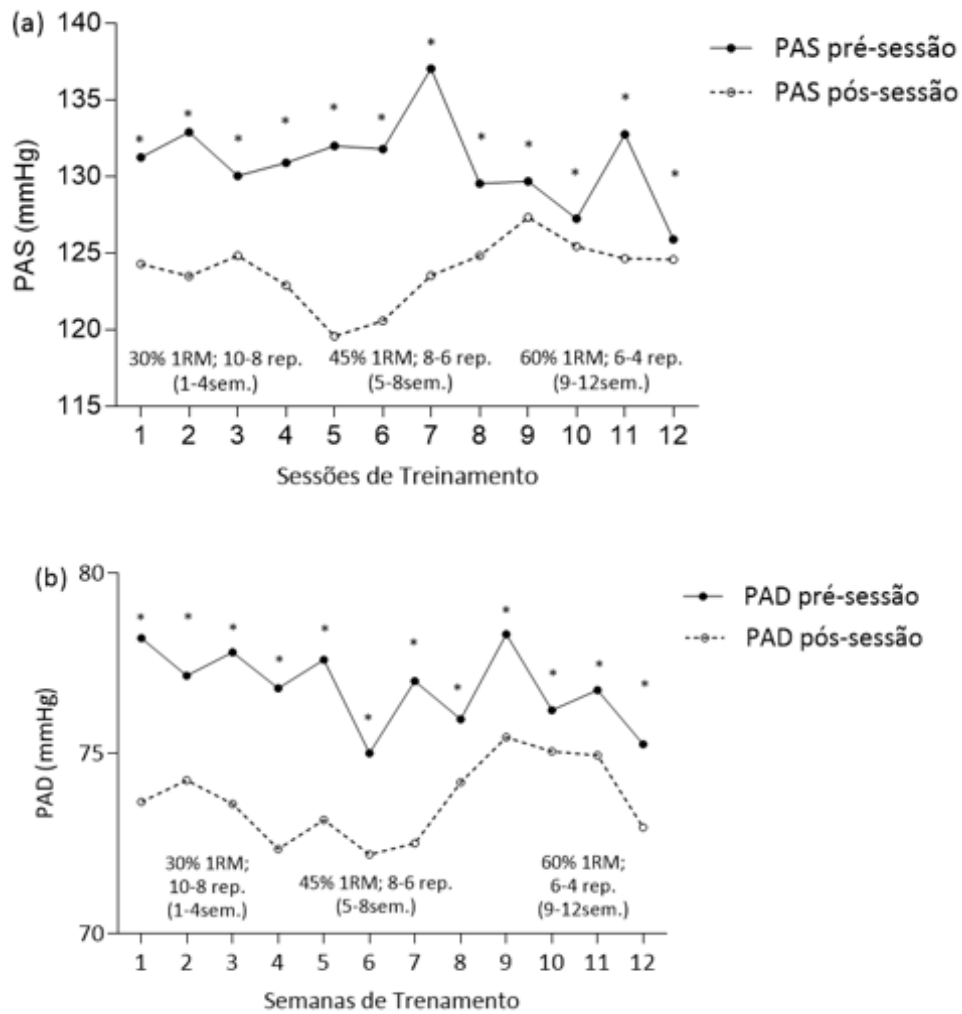 (a)
140
135
130
125
120
115
PAS (mmHg)
* * * * * * * * * * * *
PAS pré-sessão
PAS pós-sessão
30% 1RM; 10-8 rep.
(1-4sem.)
45% 1RM; 8-6 rep.
(5-8sem.)
60% 1RM; 6-4 rep.
(9-12sem.)
1 2 3 4 5 6 7 8 9 10 11 12
Sessões de Treinamento
(b)
80
75
70
PAD (mmHg)
* * * * * * * * * * * *
PAD pré-sessão
PAD pós-sessão
30% 1RM;
10-8 rep.
(1-4sem.)
45% 1RM; 8-6 rep.
(5-8sem.)
60% 1RM;
6-4 rep.
(9-12sem.)
1 2 3 4 5 6 7 8 9 10 11 12
Semanas de Trenamento